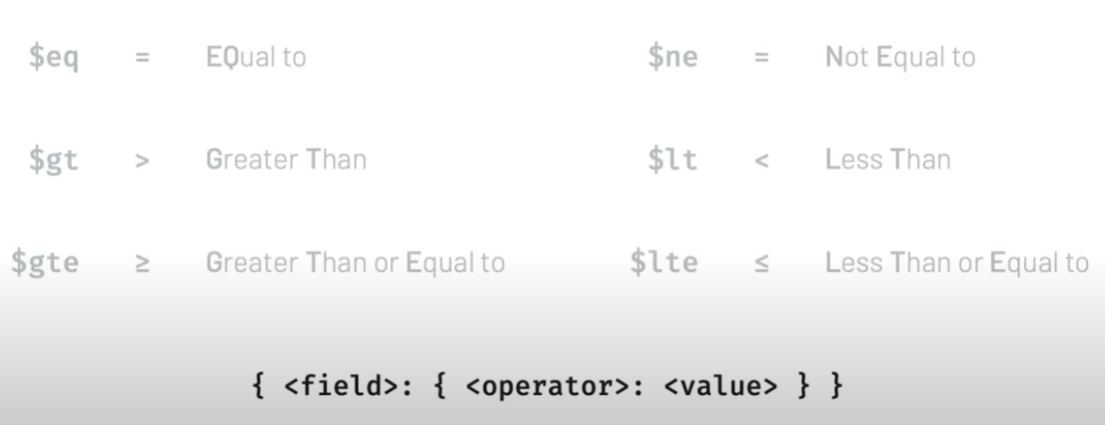 $eq = EQual to $ne = Not Equal to
$gt > Greater Than $lt < Less Than
$gte ≥ Greater Than or Equal to $lte ≤ Less Than or Equal to
{ <field>: { <operator>: <value> } }